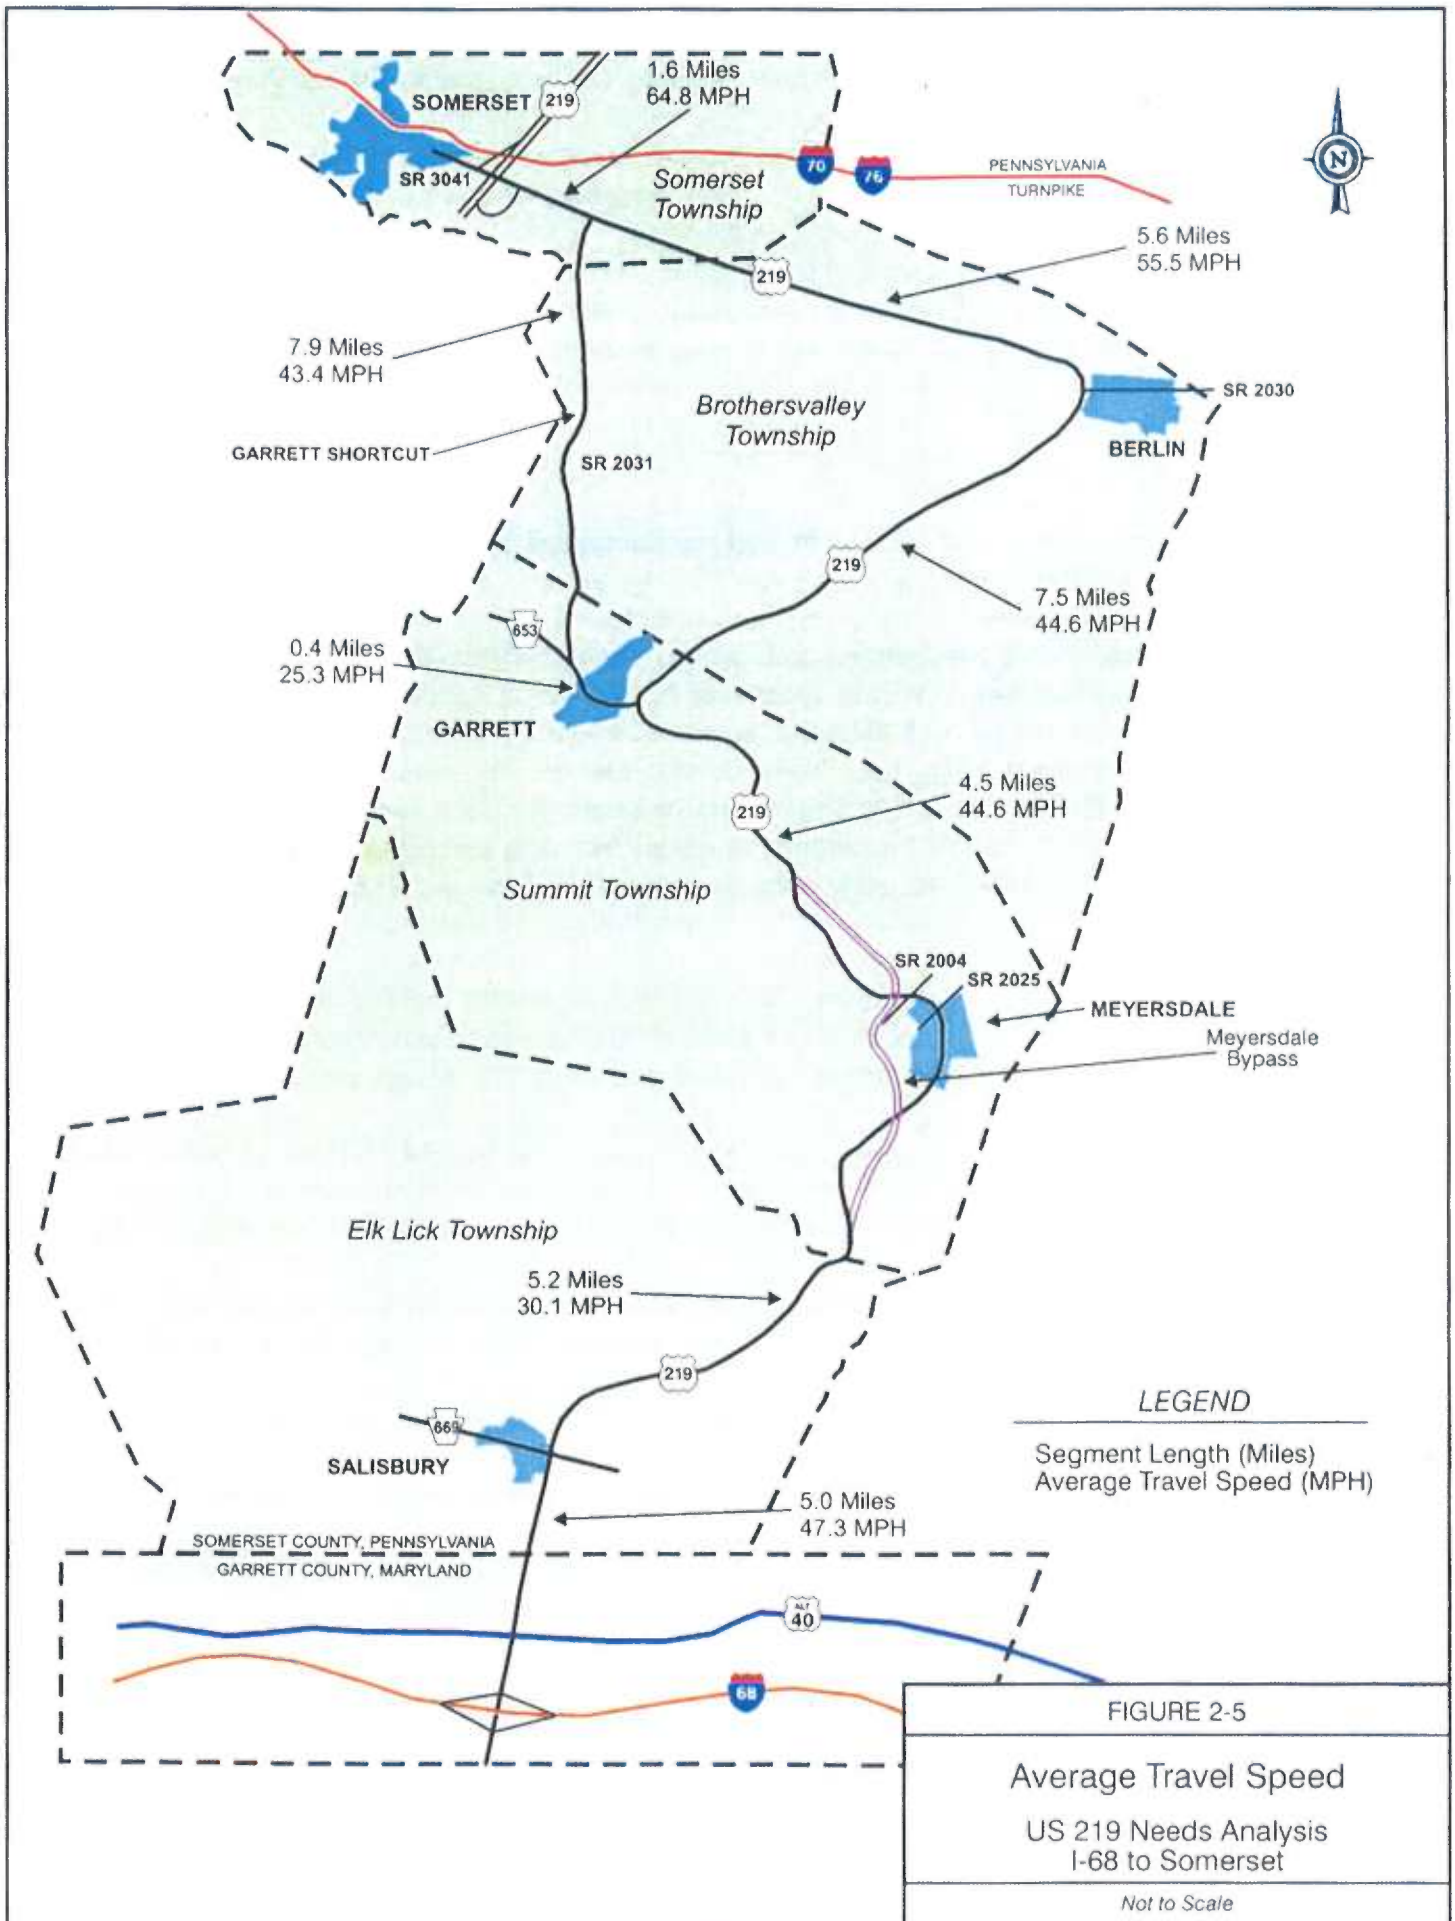 1.6 Miles
64.8 MPH
SOMERSET
219
SR 3041
Somerset
Township
70
76
PENNSYLVANIA
TURNPIKE
N
5.6 Miles
55.5 MPH
219
7.9 Miles
43.4 MPH
SR 2030
Brothersvalley
Township
BERLIN
GARRETT SHORTCUT
SR 2031
219
7.5 Miles
44.6 MPH
653
0.4 Miles
25.3 MPH
GARRETT
4.5 Miles
44.6 MPH
219
Summit Township
SR 2004
SR 2025
MEYERSDALE
Meyersdale
Bypass
Elk Lick Township
5.2 Miles
30.1 MPH
219
669
SALISBURY
LEGEND
Segment Length (Miles)
Average Travel Speed (MPH)
5.0 Miles
47.3 MPH
SOMERSET COUNTY, PENNSYLVANIA
GARRETT COUNTY, MARYLAND
ALT
40
68
FIGURE 2-5
Average Travel Speed
US 219 Needs Analysis
I-68 to Somerset
Not to Scale